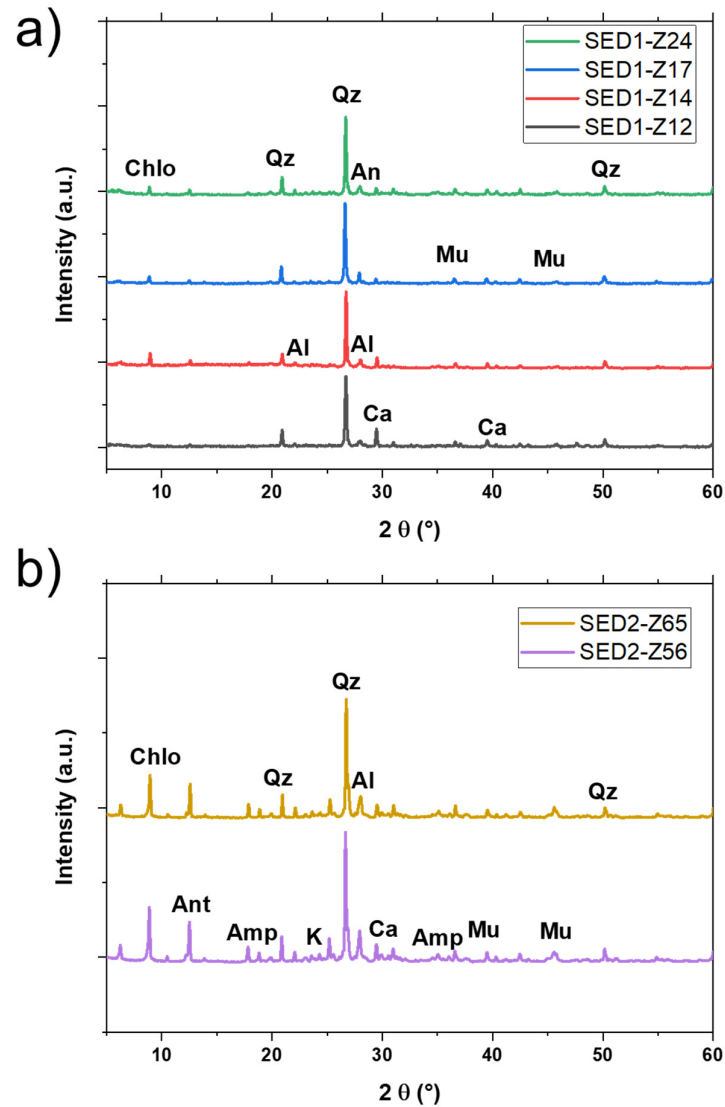 a)
SED1-Z24
SED1-Z17
SED1-Z14
SED1-Z12
Qz
Chlo
Qz
An
Qz
Mu
Mu
Al
Al
Ca
Ca
Intensity (a.u.)
10 20 30 40 50 60
2 θ (°)
b)
SED2-Z65
SED2-Z56
Qz
Chlo
Qz
Al
Qz
Ant
Amp
K
Ca
Amp
Mu
Mu
Intensity (a.u.)
10 20 30 40 50 60
2 θ (°)